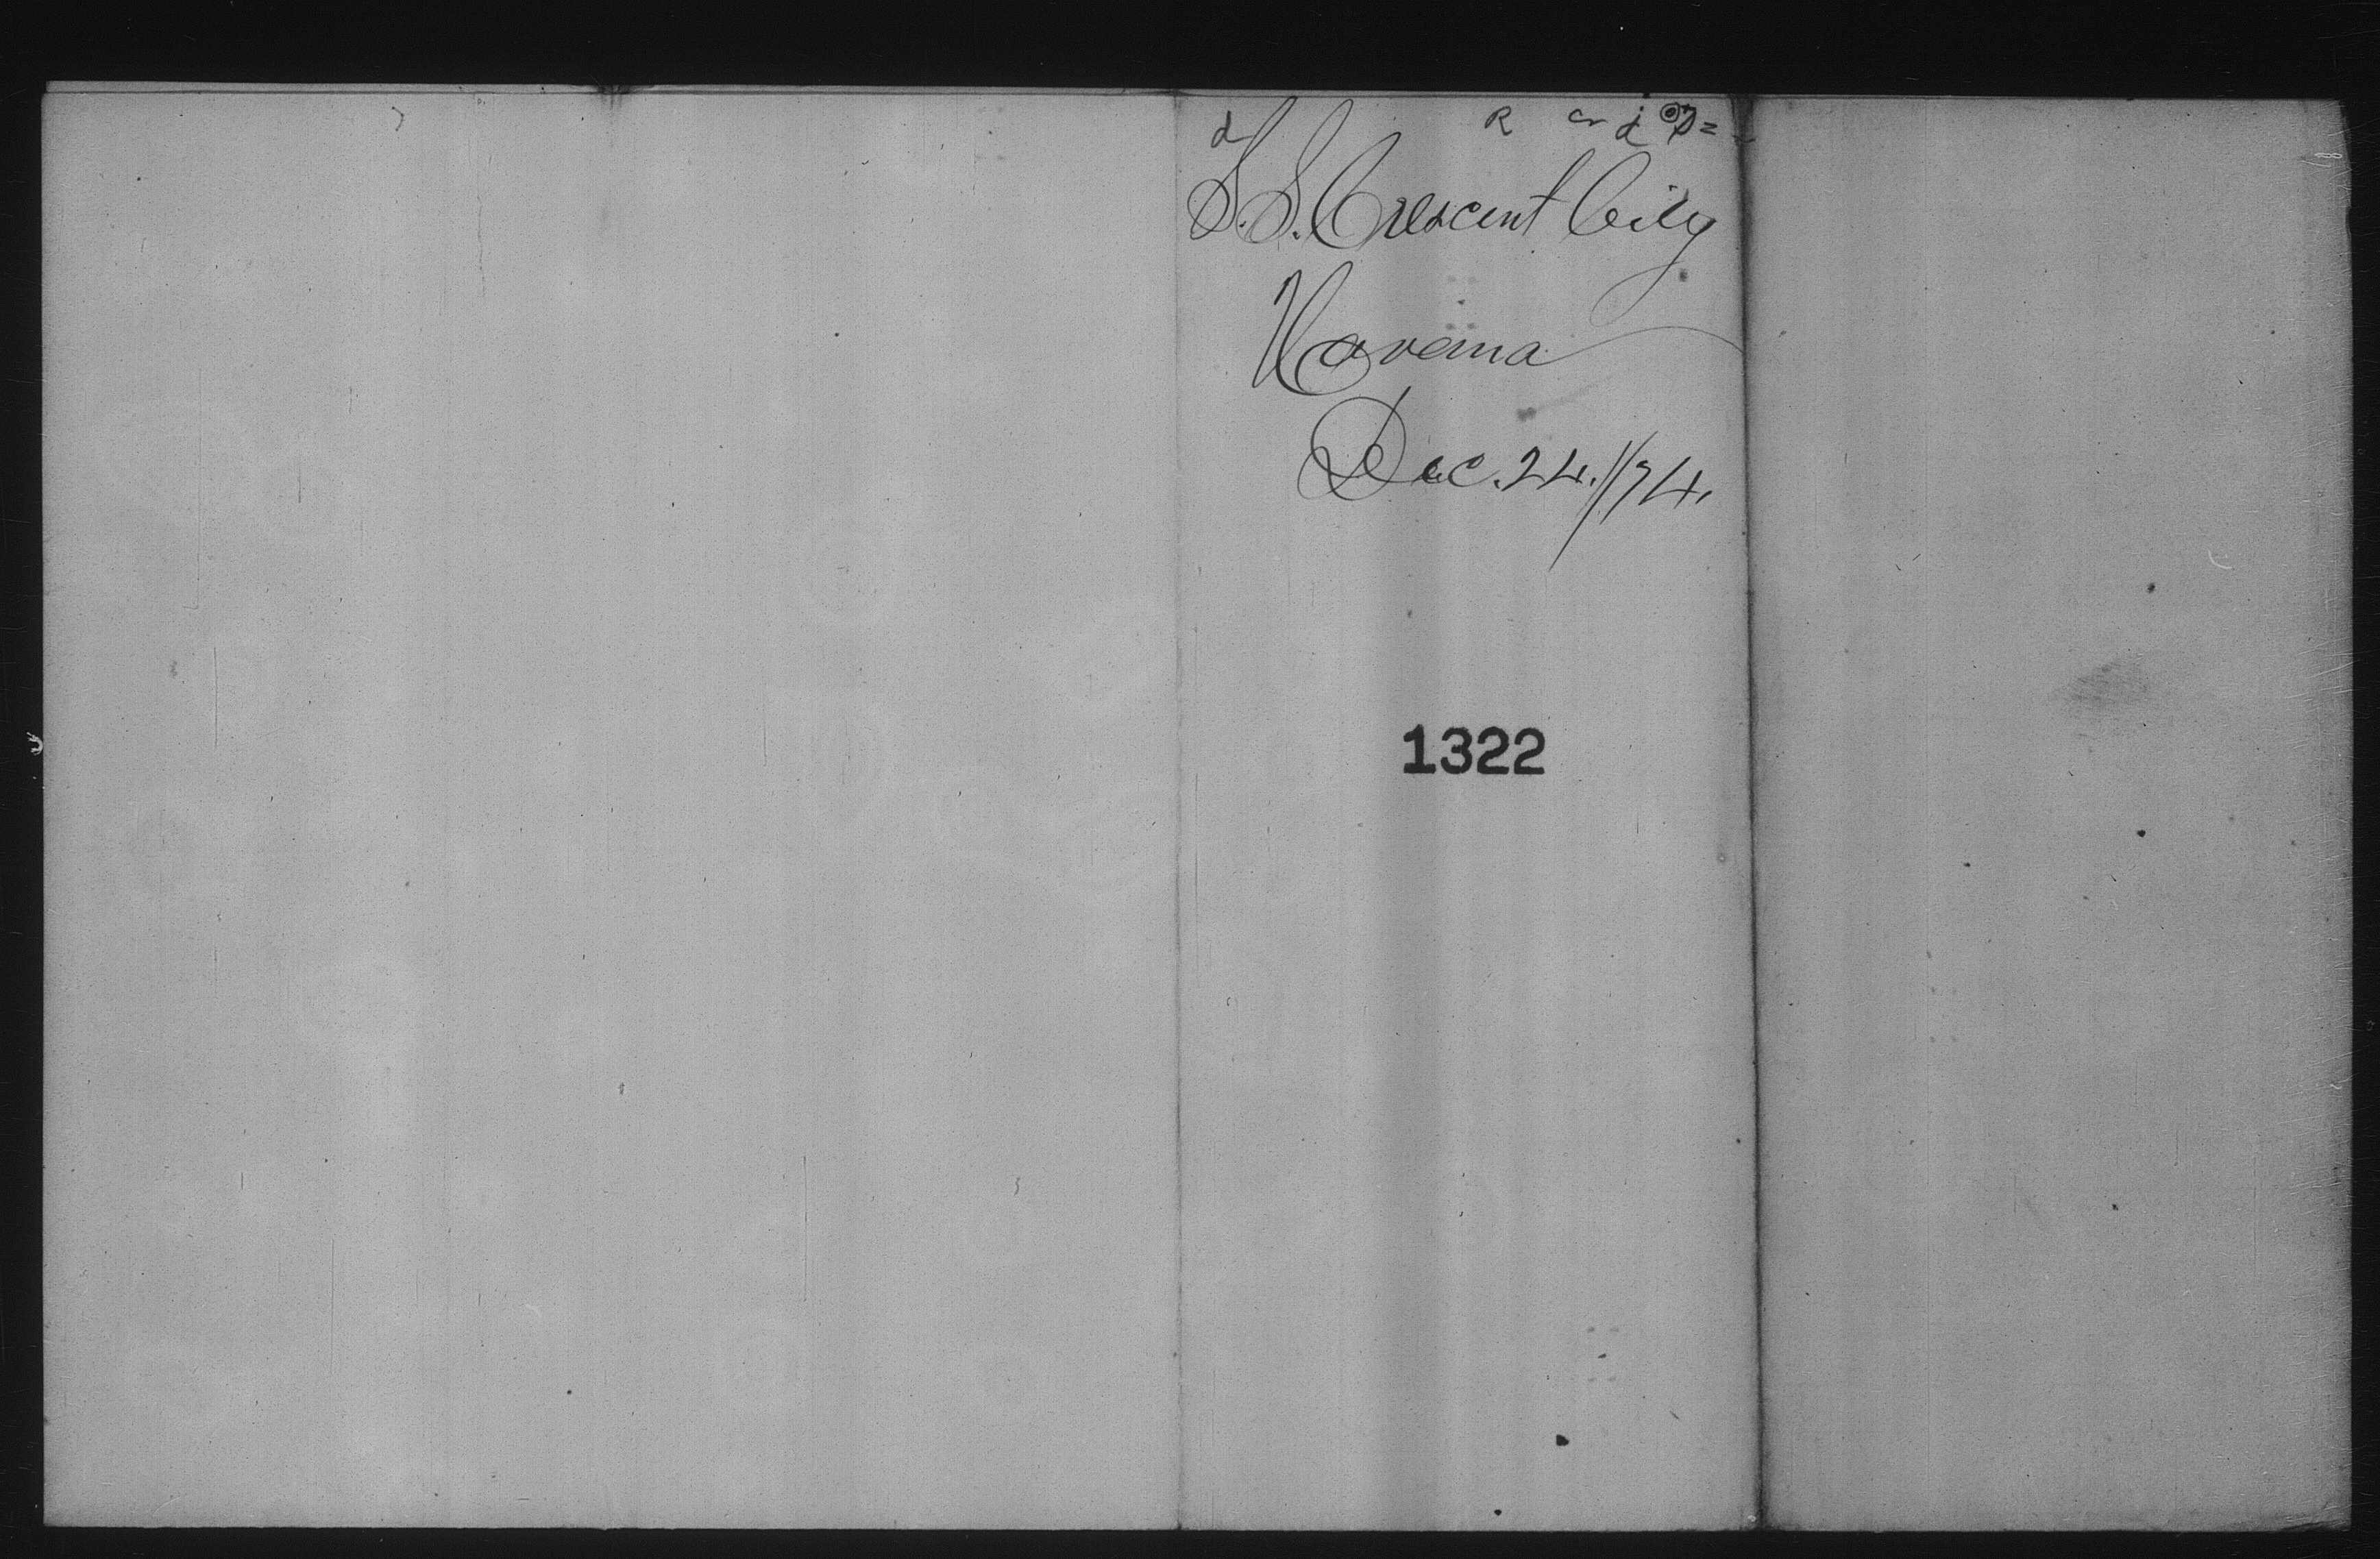 S.S. Crescent City
Havana
Dec. 24. /74.
1322